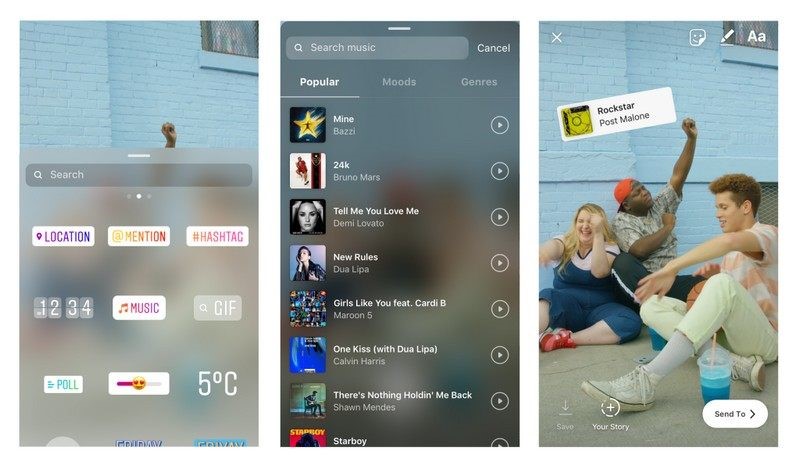 Search
LOCATION
@MENTION
#HASHTAG
12 34
MUSIC
GIF
POLL
5°C
FRIDAY
Search music
Cancel
Popular
Moods
Genres
Mine
Bazzi
24k
Bruno Mars
Tell Me You Love Me
Demi Lovato
New Rules
Dua Lipa
Girls Like You feat. Cardi B
Maroon 5
One Kiss (with Dua Lipa)
Calvin Harris
There's Nothing Holdin' Me Back
Shawn Mendes
STARBOY
Starboy
Aa
Rockstar
Post Malone
Save
Your Story
Send To